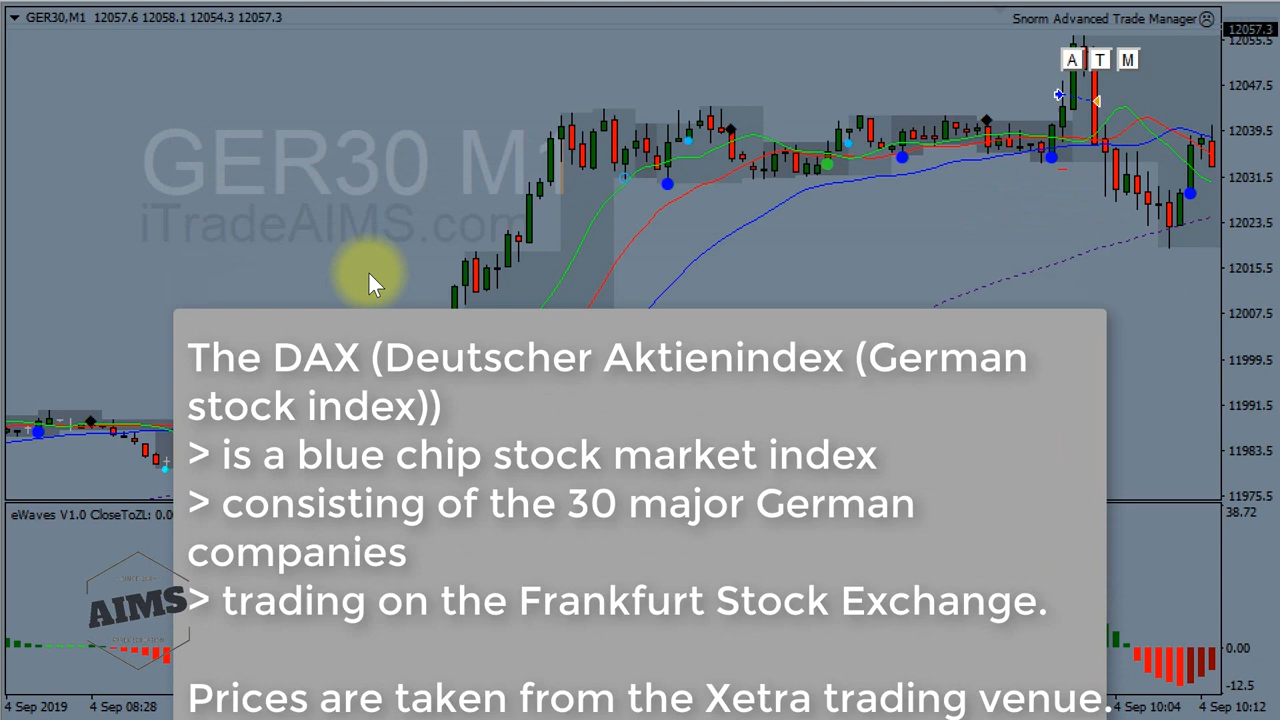 GER30,M1 12057.6 12058.1 12054.3 12057.3
Snorm Advanced Trade Manager
12057.3
12055.5
A T M
12047.5
GER30 M1
12039.5
iTradeAIMS.com
12031.5
12023.5
12015.5
12007.5
11999.5
11991.5
11983.5
11975.5
The DAX (Deutscher Aktienindex (German
stock index))
> is a blue chip stock market index
> consisting of the 30 major German
companies
> trading on the Frankfurt Stock Exchange.
Prices are taken from the Xetra trading venue.
eWaves V1.0 CloseToZL: 0.0
38.72
AIMS
0.00
-12.5
4 Sep 2019
4 Sep 08:28
4 Sep 10:04
4 Sep 10:12